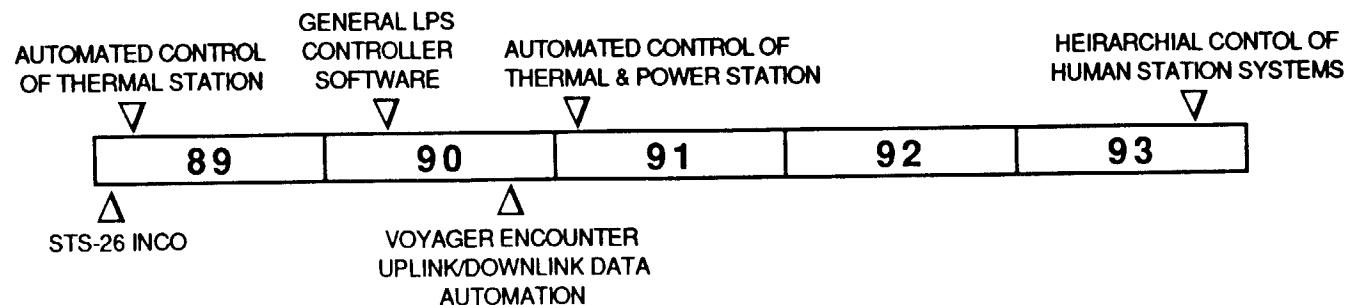 AUTOMATED CONTROL
OF THERMAL STATION
GENERAL LPS
CONTROLLER
SOFTWARE
AUTOMATED CONTROL OF
THERMAL & POWER STATION
HEIRARCHIAL CONTOL OF
HUMAN STATION SYSTEMS
89 90 91 92 93
STS-26 INCO
VOYAGER ENCOUNTER
UPLINK/DOWNLINK DATA
AUTOMATION